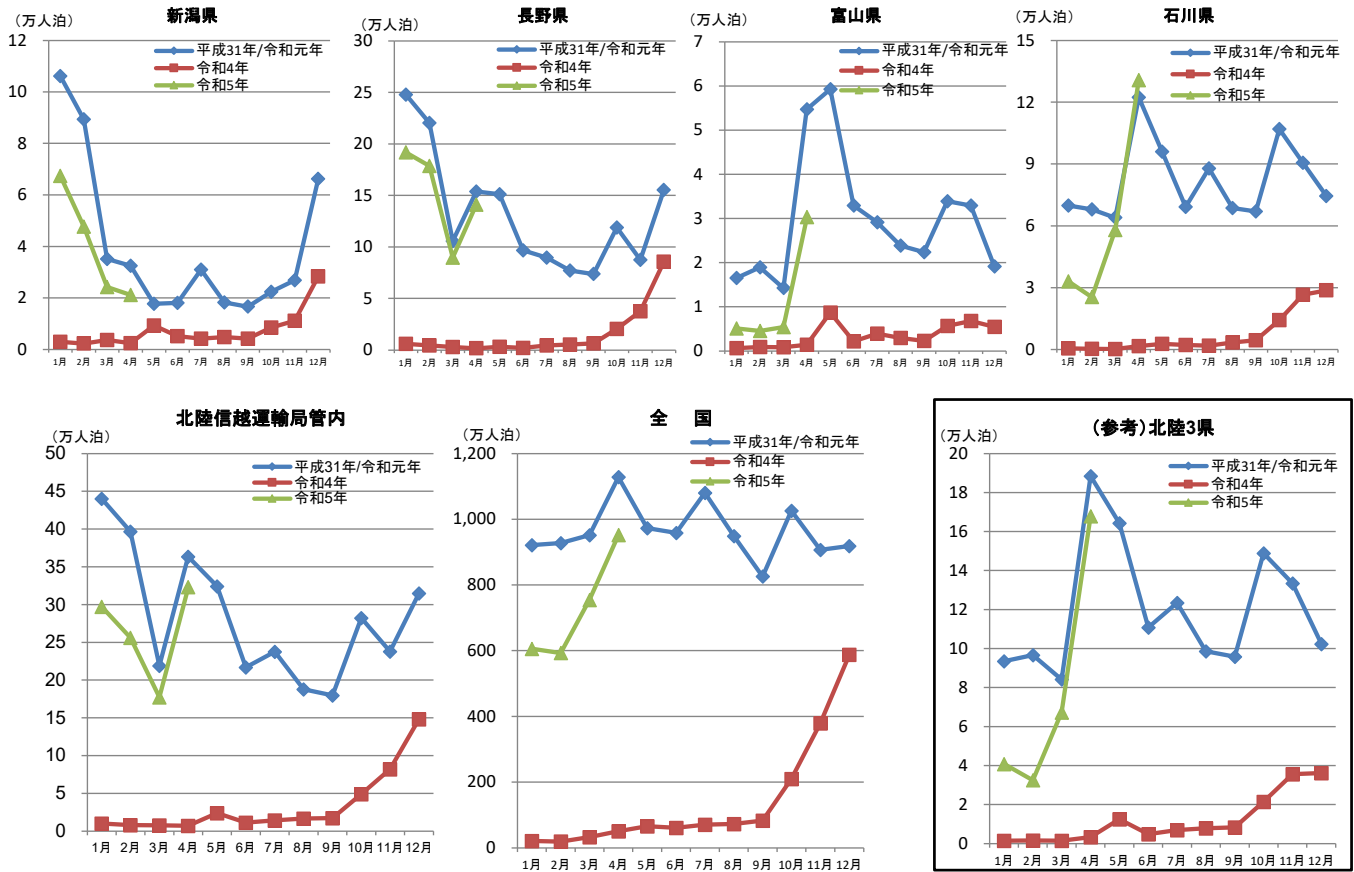 新潟県
(万人泊)
平成31年/令和元年
令和4年
令和5年
12
10
8
6
4
2
0
1月 2月 3月 4月 5月 6月 7月 8月 9月 10月 11月 12月
長野県
(万人泊)
平成31年/令和元年
令和4年
令和5年
30
25
20
15
10
5
0
1月 2月 3月 4月 5月 6月 7月 8月 9月 10月 11月 12月
富山県
(万人泊)
平成31年/令和元年
令和4年
令和5年
7
6
5
4
3
2
1
0
1月 2月 3月 4月 5月 6月 7月 8月 9月 10月 11月 12月
石川県
(万人泊)
平成31年/令和元年
令和4年
令和5年
15
12
9
6
3
0
1月 2月 3月 4月 5月 6月 7月 8月 9月 10月 11月 12月
北陸信越運輸局管内
(万人泊)
平成31年/令和元年
令和4年
令和5年
50
45
40
35
30
25
20
15
10
5
0
1月 2月 3月 4月 5月 6月 7月 8月 9月 10月 11月 12月
全 国
(万人泊)
平成31年/令和元年
令和4年
令和5年
1,200
1,000
800
600
400
200
0
1月 2月 3月 4月 5月 6月 7月 8月 9月 10月 11月 12月
(参考)北陸3県
(万人泊)
平成31年/令和元年
令和4年
令和5年
20
18
16
14
12
10
8
6
4
2
0
1月 2月 3月 4月 5月 6月 7月 8月 9月 10月 11月 12月